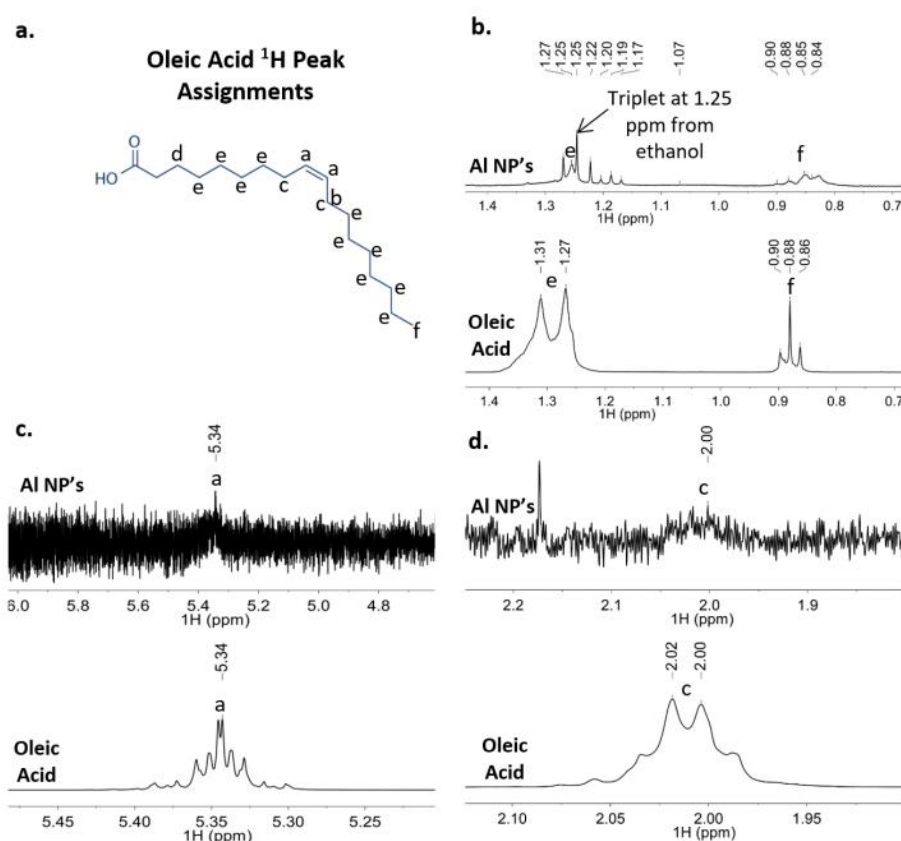 a.
Oleic Acid ¹H Peak
Assignments
O
HO
d
e
e
e
e
e
e
c
a
a
c
b
e
e
e
e
e
e
f
b.
1.27
1.25
1.25
1.22
1.20
1.19
1.17
1.07
0.90
0.88
0.85
0.84
Triplet at 1.25
ppm from
ethanol
Al NP's
e
f
1.4 1.3 1.2 1.1 1.0 0.9 0.8 0.7
1H (ppm)
1.31
1.27
0.90
0.88
0.86
e
f
Oleic
Acid
1.4 1.3 1.2 1.1 1.0 0.9 0.8 0.7
1H (ppm)
c.
5.34
Al NP's
a
6.0 5.8 5.6 5.4 5.2 5.0 4.8
1H (ppm)
5.34
a
Oleic
Acid
5.45 5.40 5.35 5.30 5.25
1H (ppm)
d.
2.00
Al NP's
c
2.2 2.1 2.0 1.9
1H (ppm)
2.02
2.00
c
Oleic
Acid
2.10 2.05 2.00 1.95
1H (ppm)